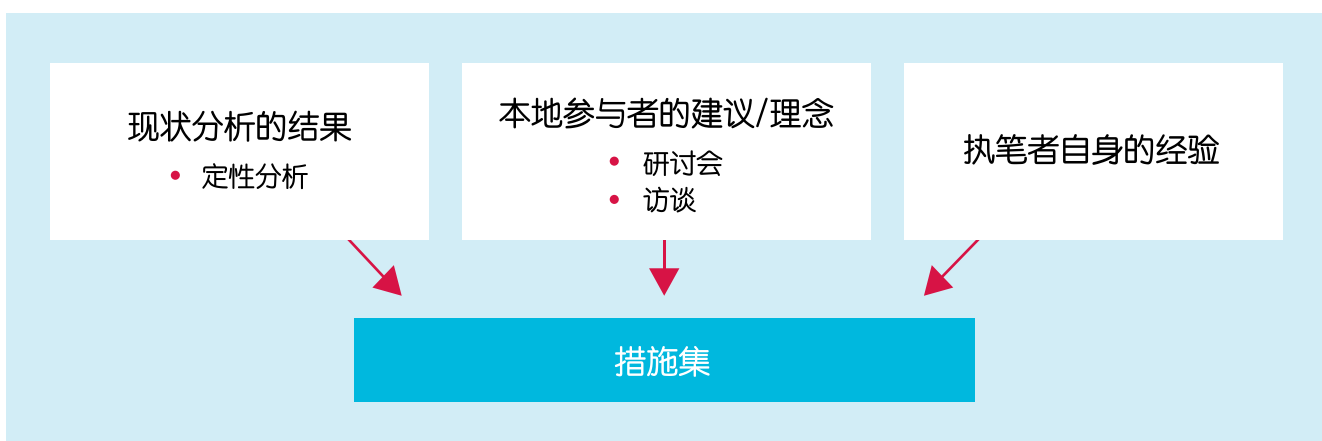 现状分析的结果
• 定性分析
本地参与者的建议/理念
• 研讨会
• 访谈
执笔者自身的经验
措施集